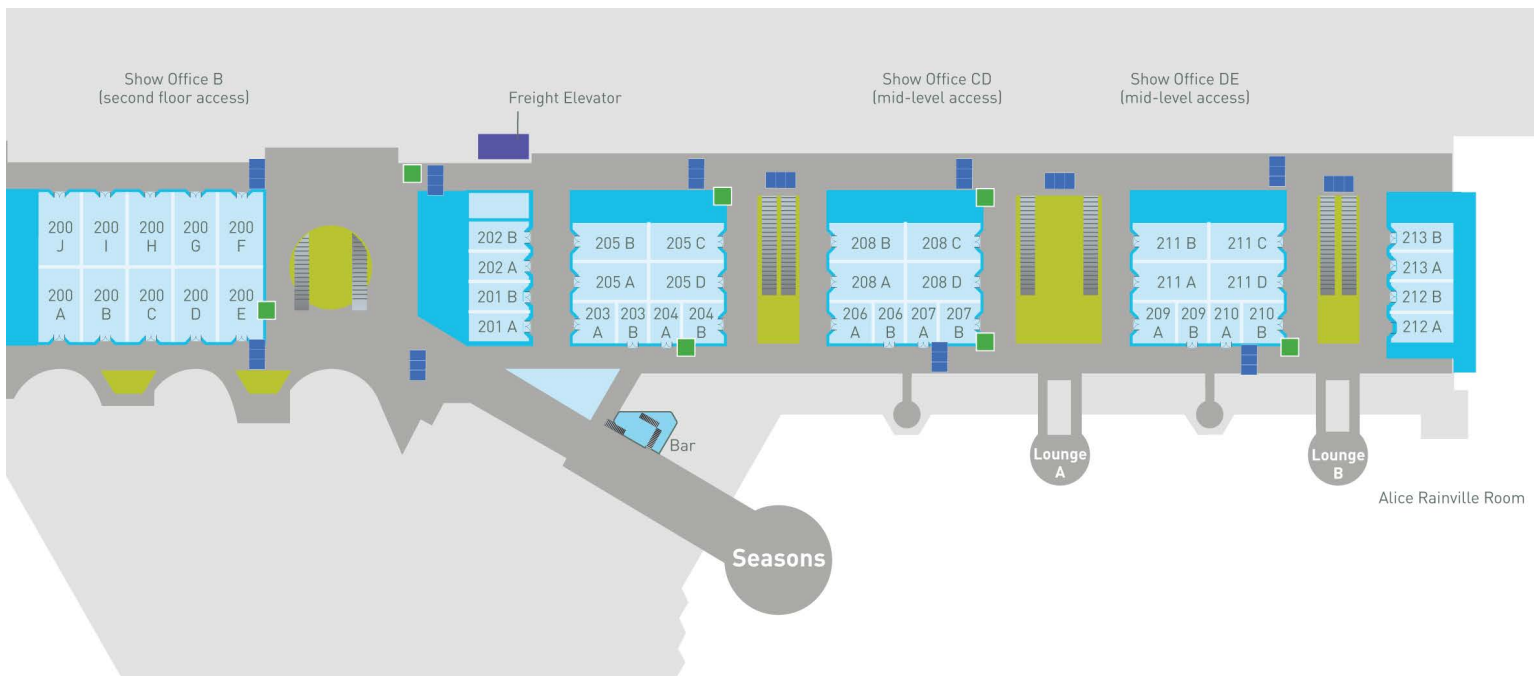 Show Office B
(second floor access)
Freight Elevator
Show Office CD
(mid-level access)
Show Office DE
(mid-level access)
200
J
200
I
200
H
200
G
200
F
200
A
200
B
200
C
200
D
200
E
202 B
202 A
201 B
201 A
205 B
205 C
205 A
205 D
203
A
203
B
204
A
204
B
208 B
208 C
208 A
208 D
206
A
206
B
207
A
207
B
211 B
211 C
211 A
211 D
209
A
209
B
210
A
210
B
213 B
213 A
212 B
212 A
Bar
Lounge
A
Lounge
B
Alice Rainville Room
Seasons